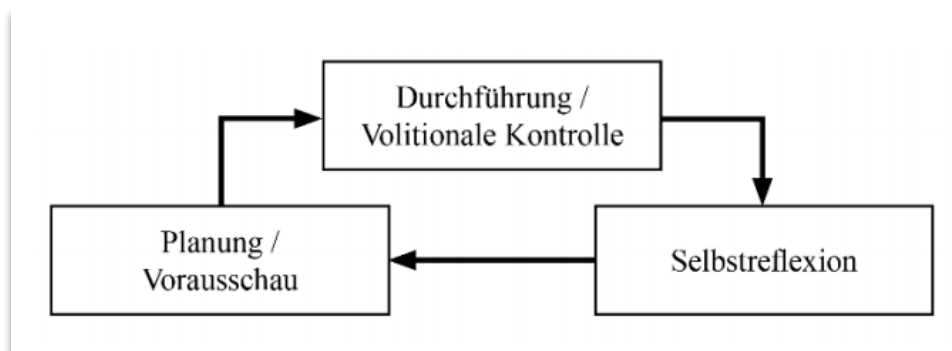 Durchführung /
Volitionale Kontrolle
Planung /
Vorausschau
Selbstreflexion